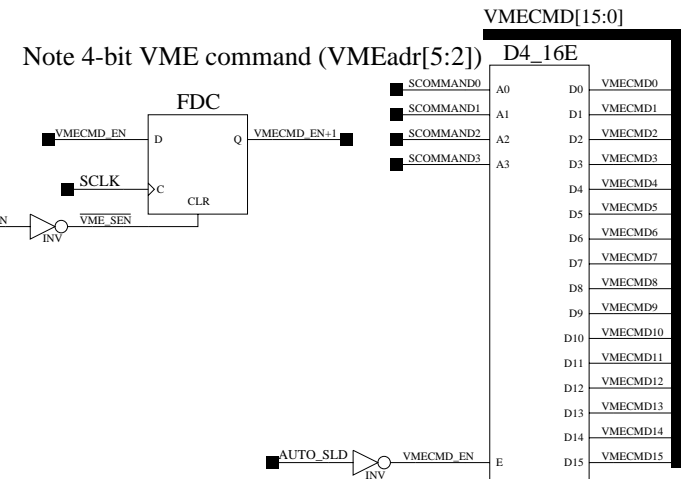 VMECMD[15:0]
Note 4-bit VME command (VMEadr[5:2])
D4_16E
SCOMMAND0 A0 D0 VMECMD0
FDC
SCOMMAND1 A1 D1 VMECMD1
VMECMD_EN D Q VMECMD_EN+1
SCOMMAND2 A2 D2 VMECMD2
SCOMMAND3 A3 D3 VMECMD3
SCLK C
D4 VMECMD4
CLR
D5 VMECMD5
N INV VME_SEN
D6 VMECMD6
D7 VMECMD7
D8 VMECMD8
D9 VMECMD9
D10 VMECMD10
D11 VMECMD11
D12 VMECMD12
D13 VMECMD13
D14 VMECMD14
AUTO_SLD INV VMECMD_EN E D15 VMECMD15